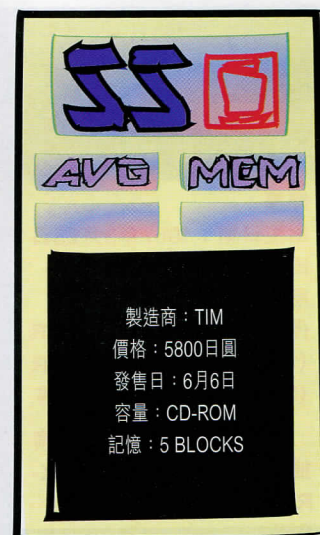 SS
AVG MEM
製造商：TIM
價格：5800日圓
發售日：6月6日
容量：CD-ROM
記憶：5 BLOCKS